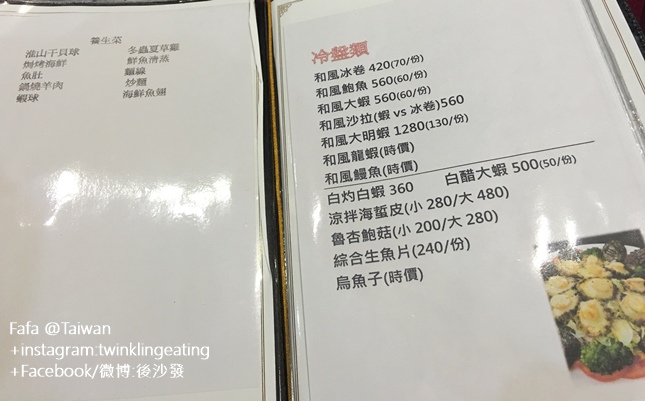 養生菜
淮山干貝球
焗烤海鮮
魚肚
鍋燒羊肉
蝦球
冬蟲夏草雞
鮮魚清蒸
麵線
炒麵
海鮮魚翅
冷盤類
和風冰卷 420(70/份)
和風鮑魚 560(60/份)
和風大蝦 560(60/份)
和風沙拉(蝦 vs 冰卷)560
和風大明蝦 1280(130/份)
和風龍蝦(時價)
和風鰻魚(時價)
白灼白蝦 360 白醋大蝦 500(50/份)
涼拌海蜇皮(小 280/大 480)
魯杏鮑菇(小 200/大 280)
綜合生魚片(240/份)
烏魚子(時價)
Fafa @Taiwan
+instagram:twinklingeating
+Facebook/微博:後沙發